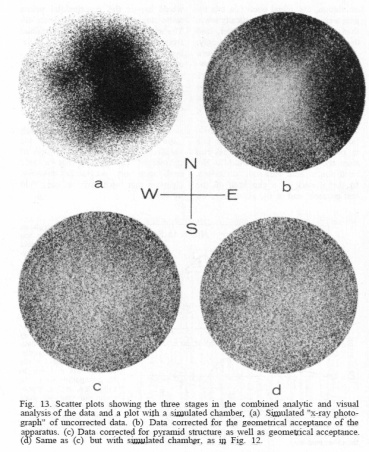 a
b
N
W E
S
c
d
Fig. 13. Scatter plots showing the three stages in the combined analytic and visual
analysis of the data and a plot with a simulated chamber, (a) Simulated "x-ray photo-
graph" of uncorrected data. (b) Data corrected for the geometrical acceptance of the
apparatus. (c) Data corrected for pyramid structure as well as geometrical acceptance.
(d) Same as (c) but with simulated chamber, as in Fig. 12.